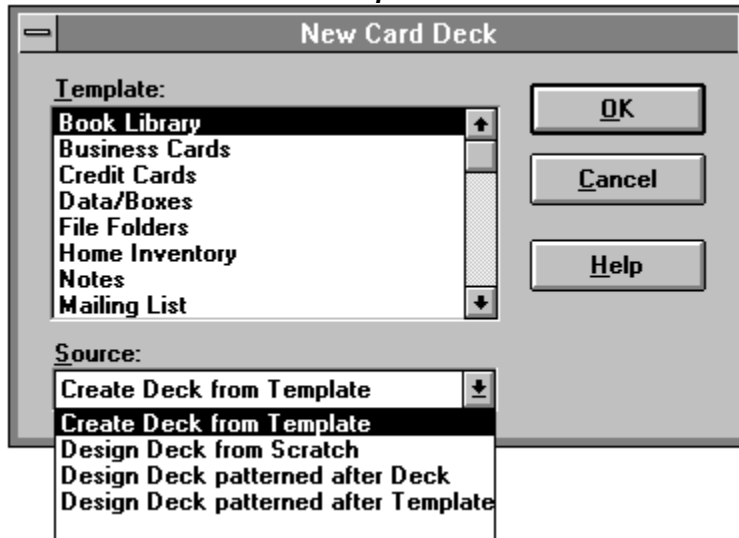 New Card Deck
Template:
Book Library
Business Cards
Credit Cards
Data/Boxes
File Folders
Home Inventory
Notes
Mailing List
OK
Cancel
Help
Source:
Create Deck from Template
Create Deck from Template
Design Deck from Scratch
Design Deck patterned after Deck
Design Deck patterned after Template